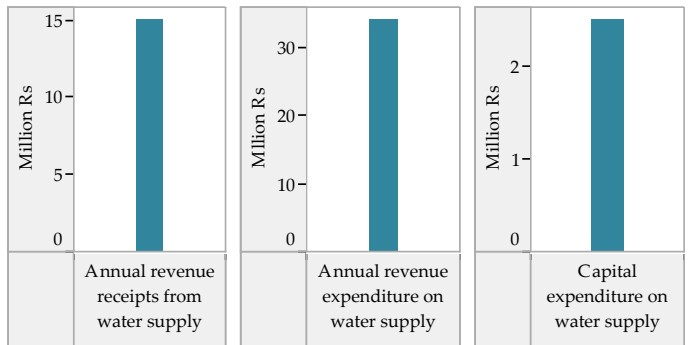 Million Rs
15
10
5
0
Annual revenue
receipts from
water supply
Mllion Rs
30
20
10
0
Annual revenue
expenditure on
water supply
Million Rs
2
1
0
Capital
expenditure on
water supply